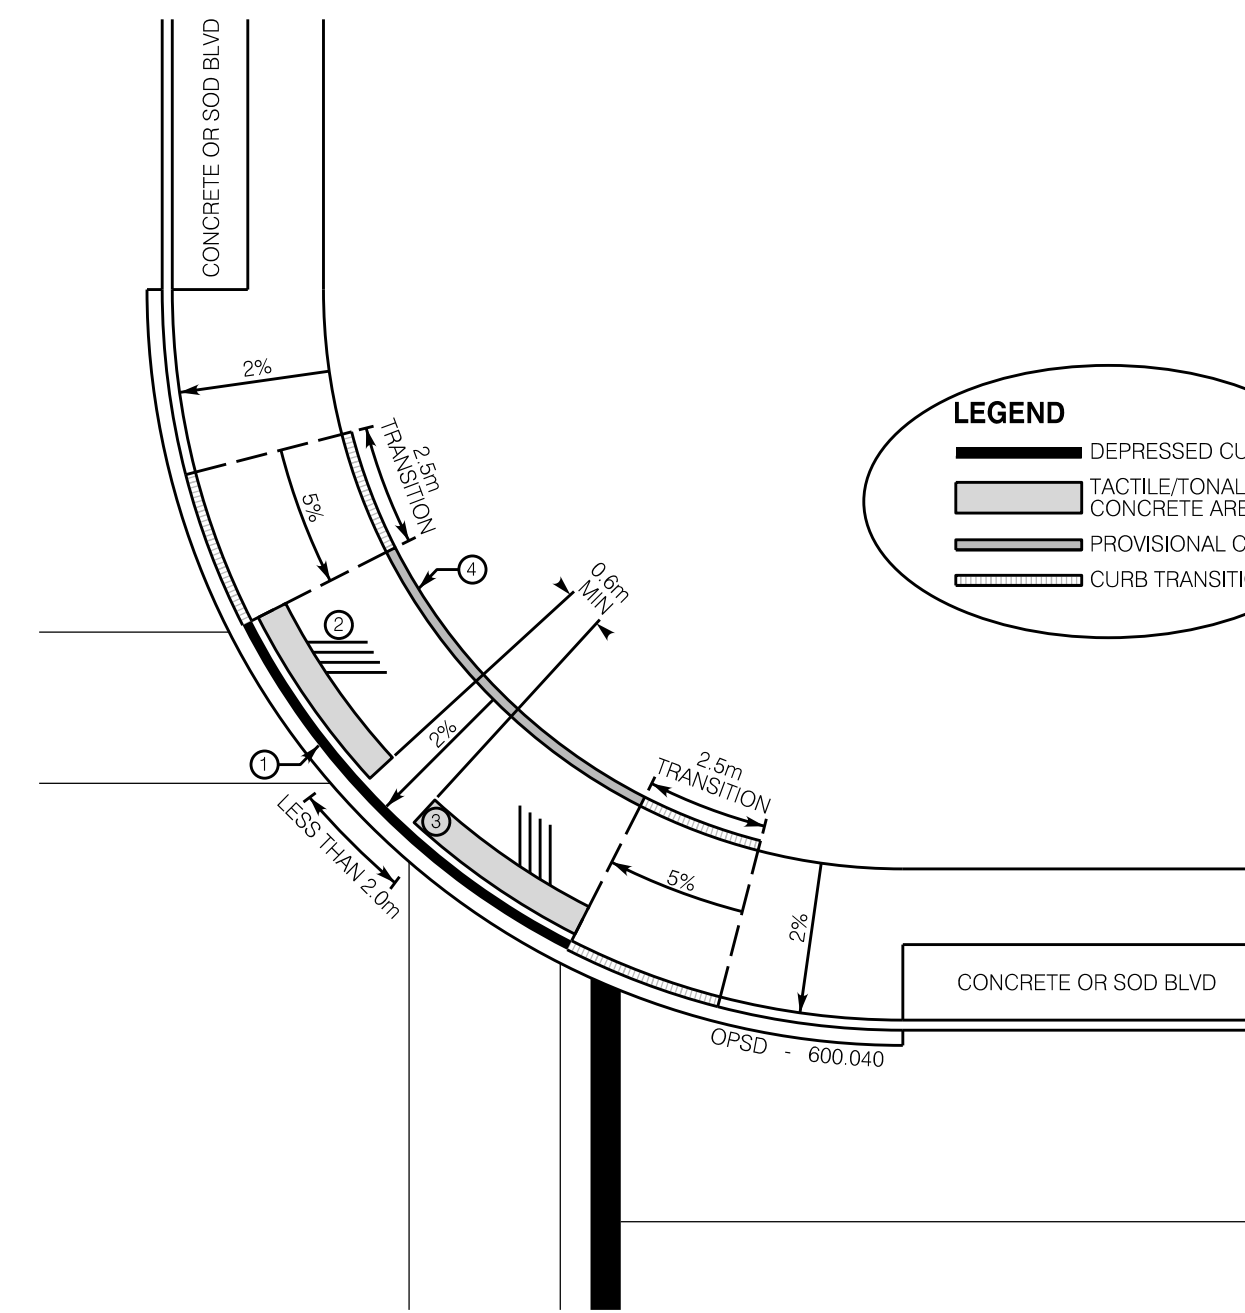 CONCRETE OR SOD BLVD
2%
2.5m
TRANSITION
5%
LEGEND
DEPRESSED CU
TACTILE/TONAL
CONCRETE ARE
PROVISIONAL C
CURB TRANSITI
4
0.6m
MIN
2
2%
1
3
LESS THAN 2.0m
2.5m
TRANSITION
5%
2%
CONCRETE OR SOD BLVD
OPSD - 600.040